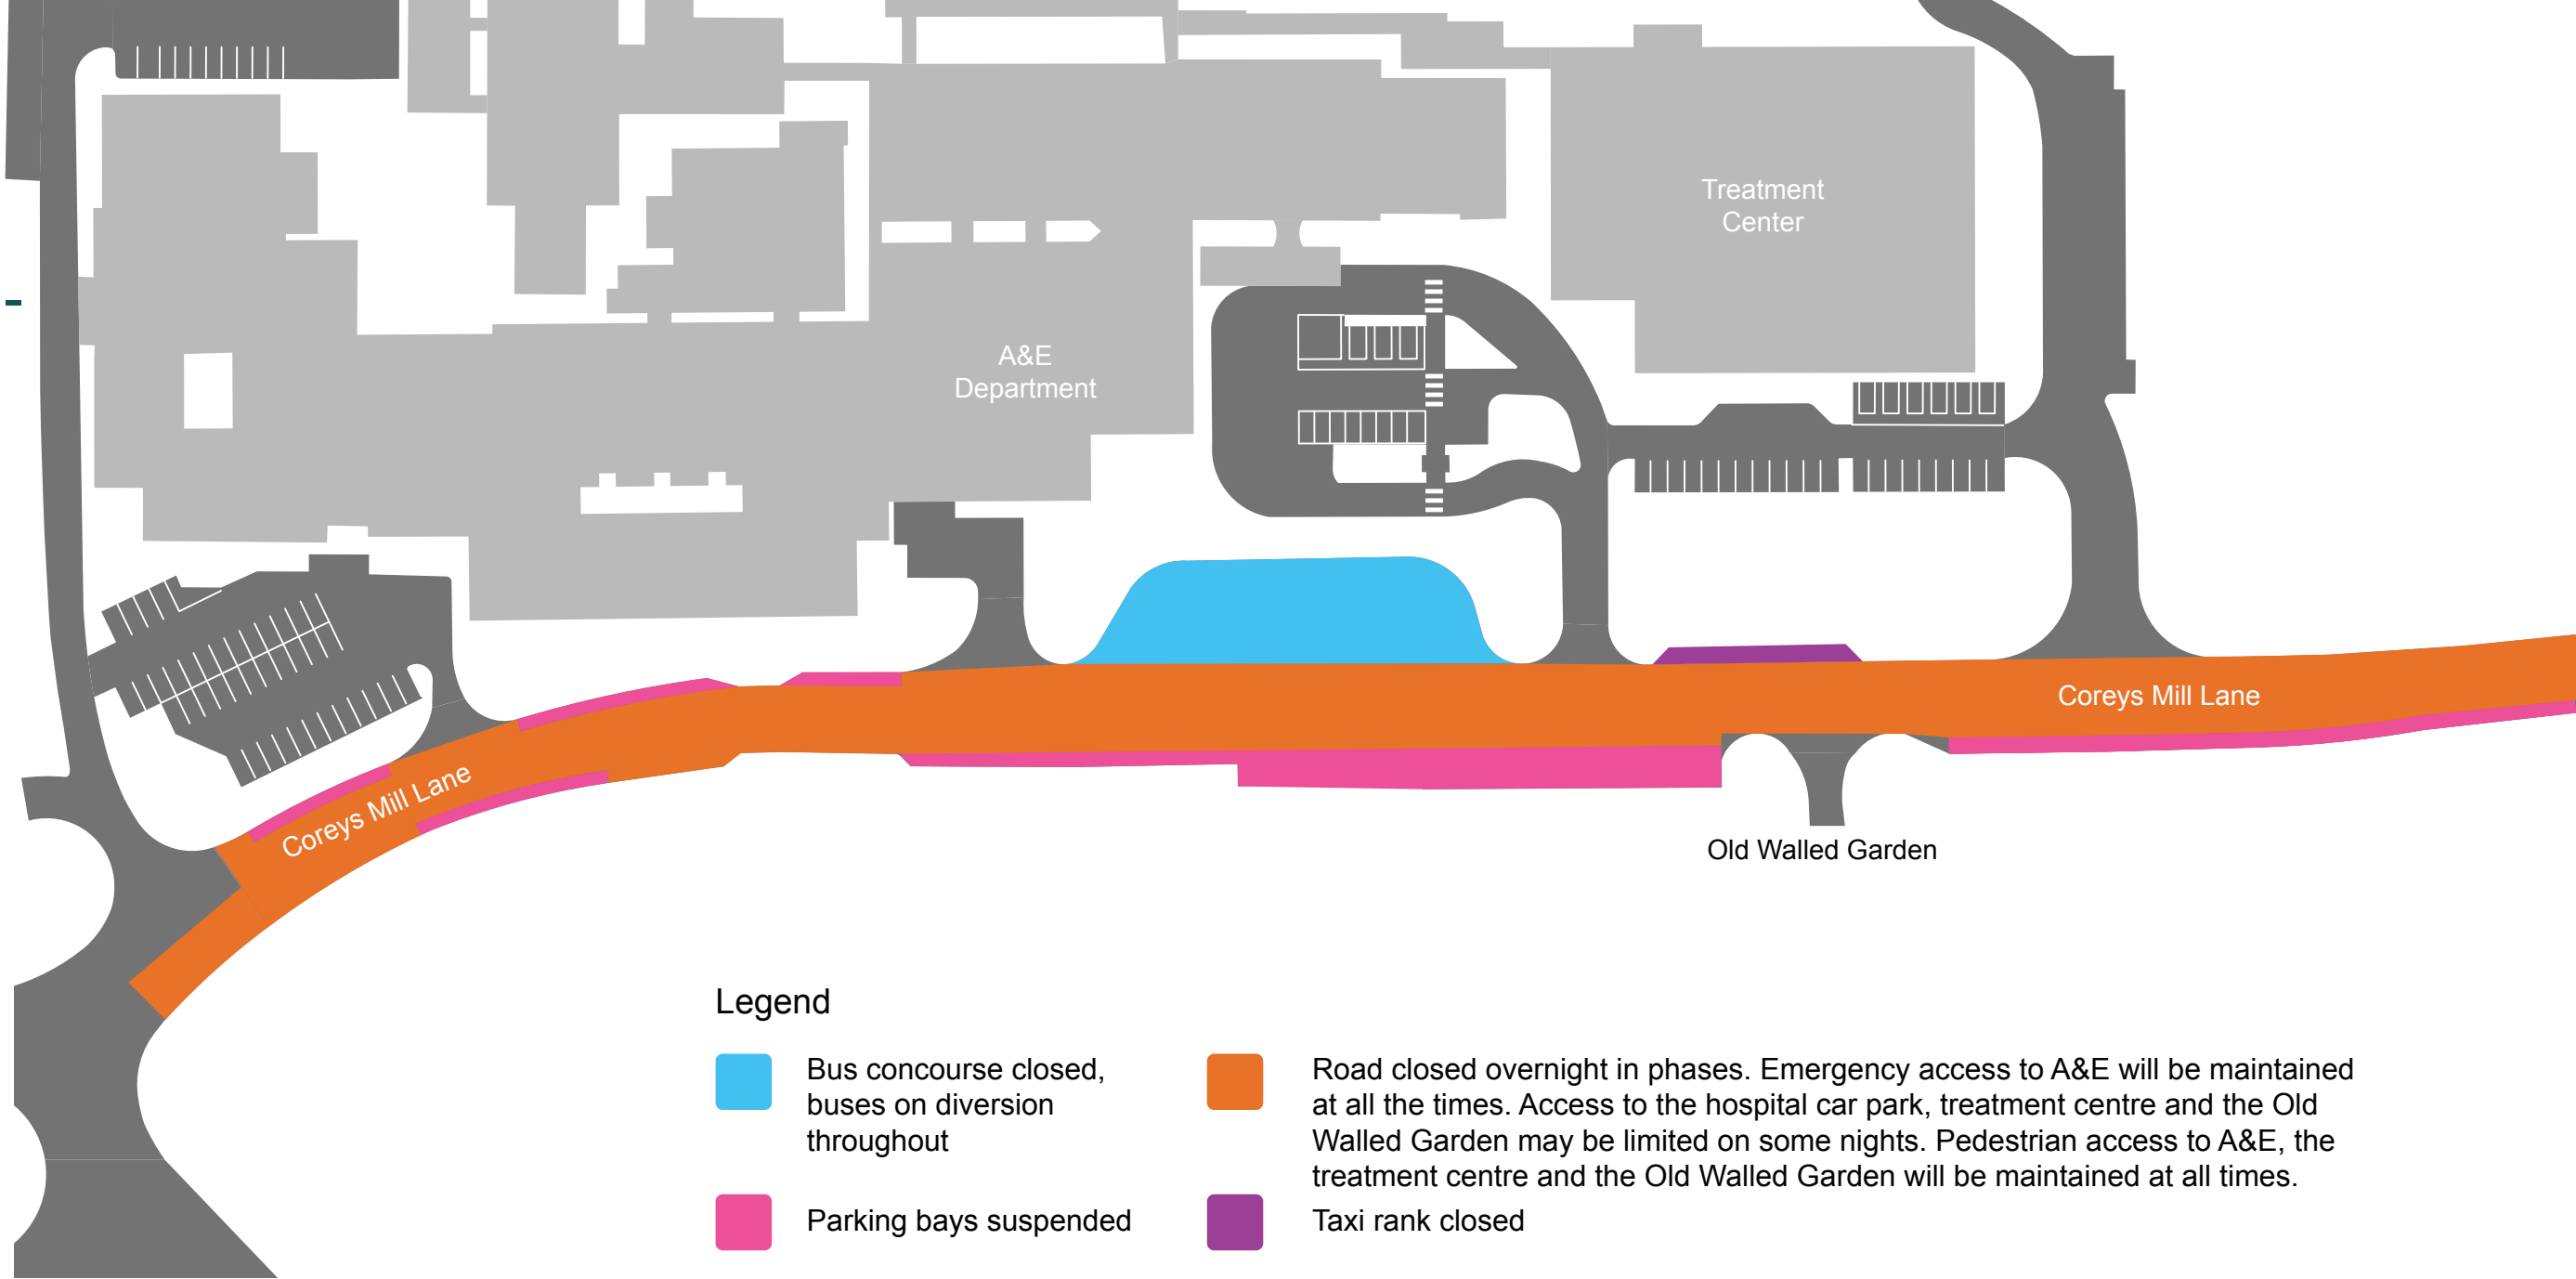 Treatment
Center
A&E
Department
Coreys Mill Lane
Coreys Mill Lane
Old Walled Garden
Legend
Bus concourse closed,
buses on diversion
throughout
Road closed overnight in phases. Emergency access to A&E will be maintained
at all the times. Access to the hospital car park, treatment centre and the Old
Walled Garden may be limited on some nights. Pedestrian access to A&E, the
treatment centre and the Old Walled Garden will be maintained at all times.
Parking bays suspended
Taxi rank closed